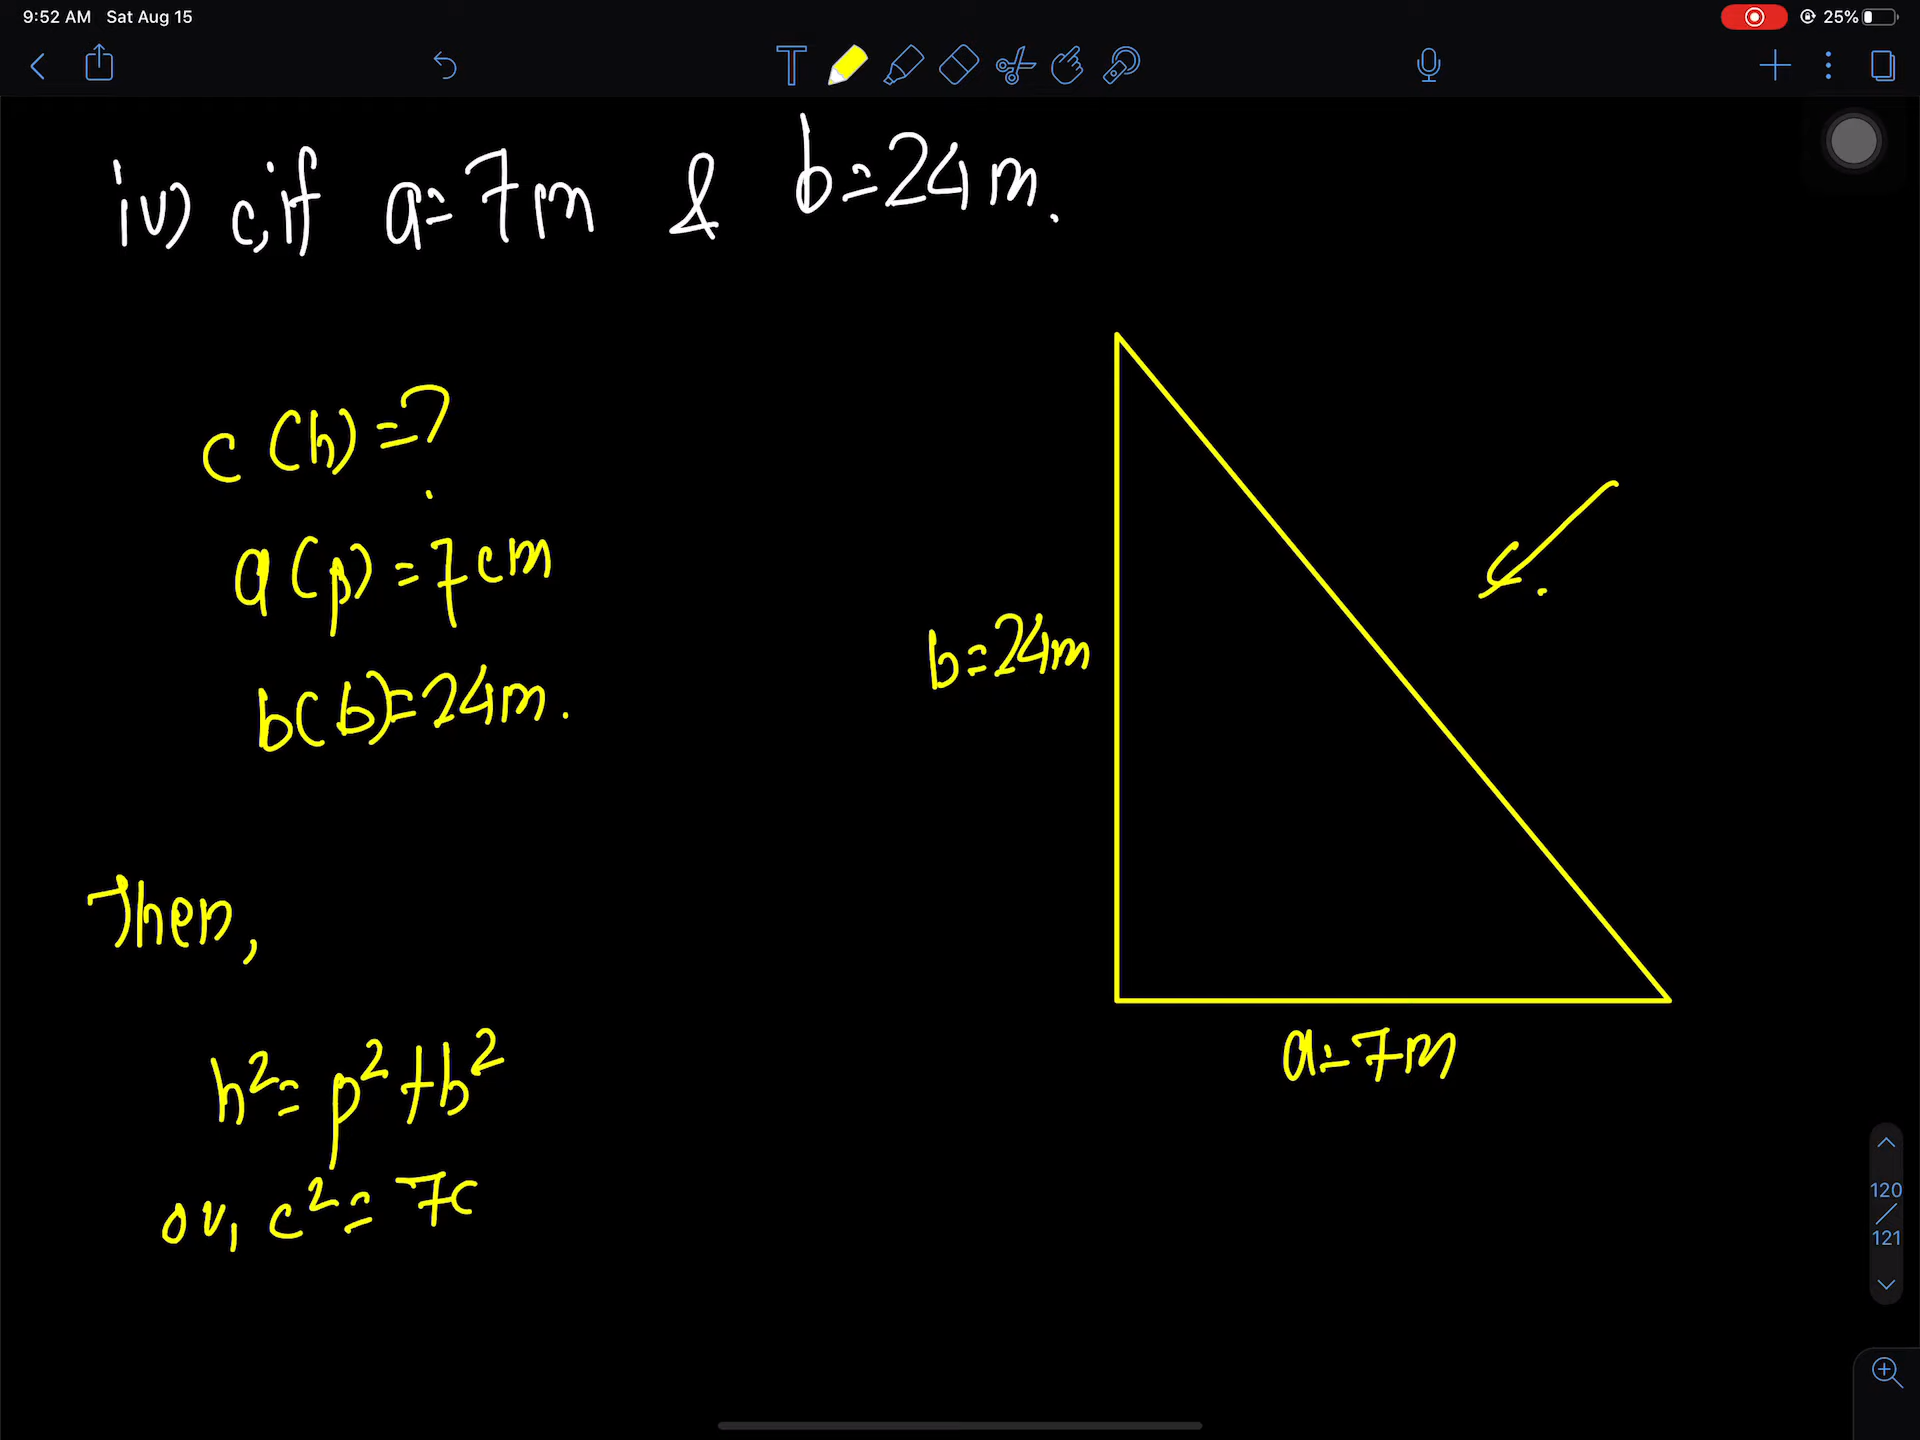 9:52 AM Sat Aug 15
25%
T
iv) c, if a = 7m & b = 24m.
c (h) = ?
a (p) = 7cm
b (b) = 24m.
b = 24m
c.
a = 7m
Then,
h² = p² + b²
or, c² = 7c
120
/
121